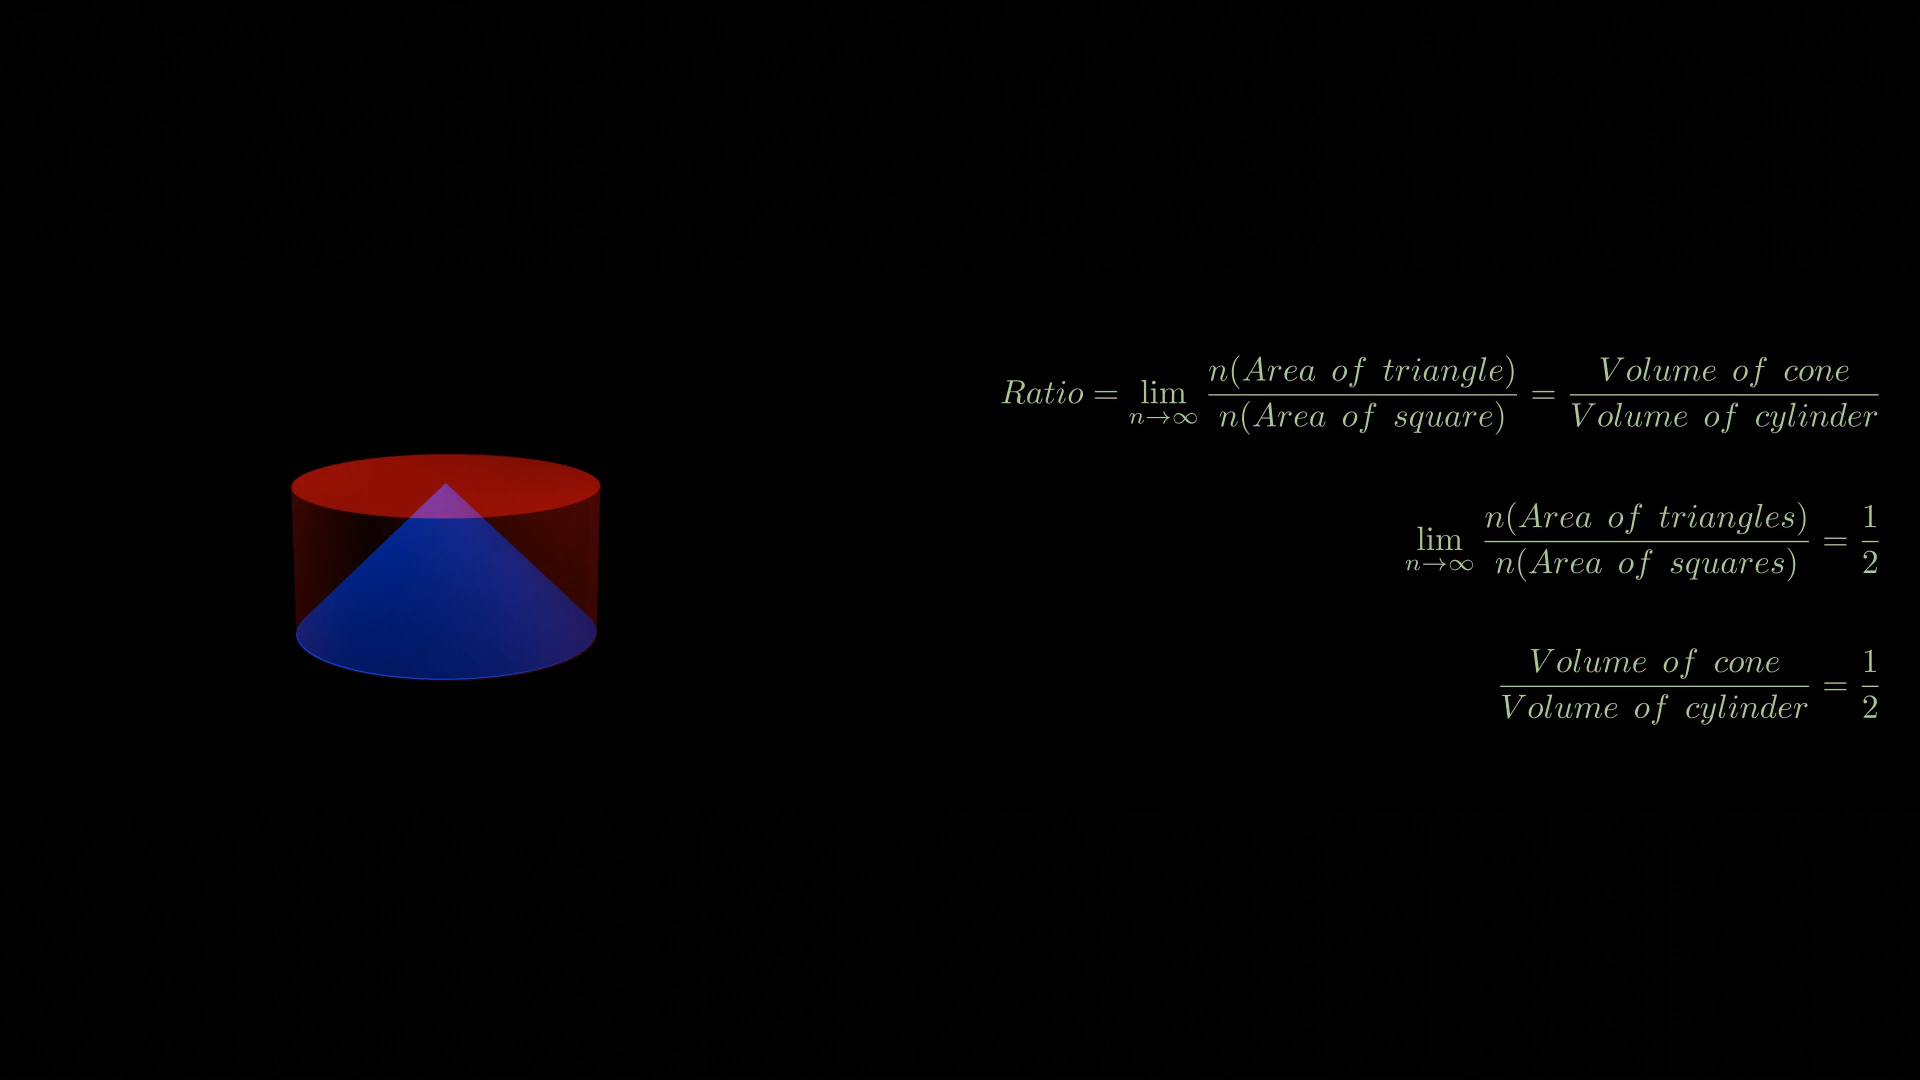 Ratio = lim n→∞ n(Area of triangle) / n(Area of square) = Volume of cone / Volume of cylinder
lim n→∞ n(Area of triangles) / n(Area of squares) = 1/2
Volume of cone / Volume of cylinder = 1/2